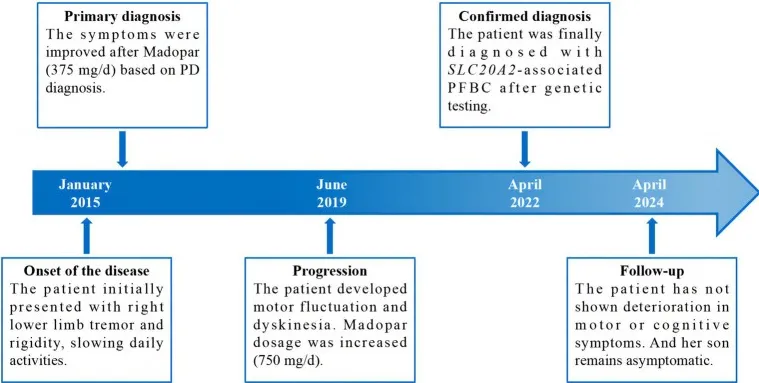 Primary diagnosis
The symptoms were
improved after Madopar
(375 mg/d) based on PD
diagnosis.
Confirmed diagnosis
The patient was finally
diagnosed with
SLC20A2-associated
PFBC after genetic
testing.
January
2015
June
2019
April
2022
April
2024
Onset of the disease
The patient initially
presented with right
lower limb tremor and
rigidity, slowing daily
activities.
Progression
The patient developed
motor fluctuation and
dyskinesia. Madopar
dosage was increased
(750 mg/d).
Follow-up
The patient has not
shown deterioration in
motor or cognitive
symptoms. And her son
remains asymptomatic.